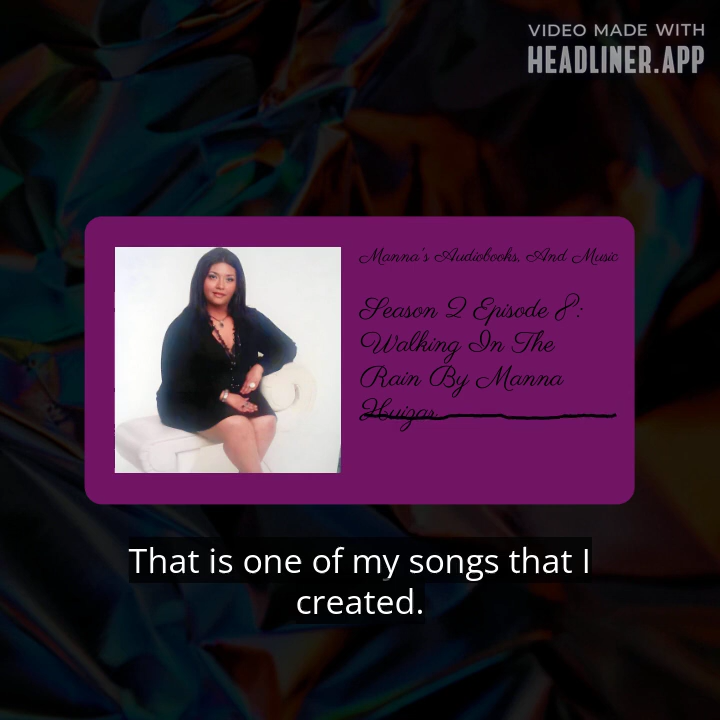 VIDEO MADE WITH
HEADLINER.APP
Manna's Audiobooks, And Music
Season 2 Episode 8:
Walking In The
Rain By Manna
Huizar
That is one of my songs that I
created.